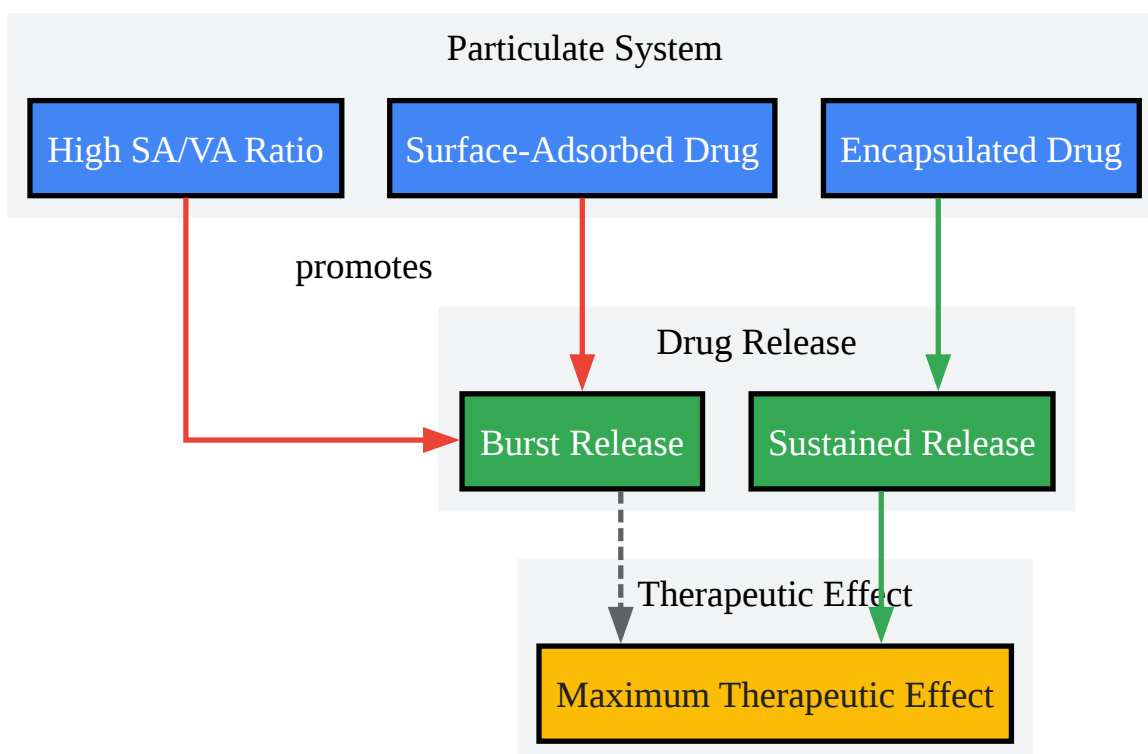 Particulate System
High SA/VA Ratio
Surface-Adsorbed Drug
Encapsulated Drug
promotes
Drug Release
Burst Release
Sustained Release
Therapeutic Effect
Maximum Therapeutic Effect